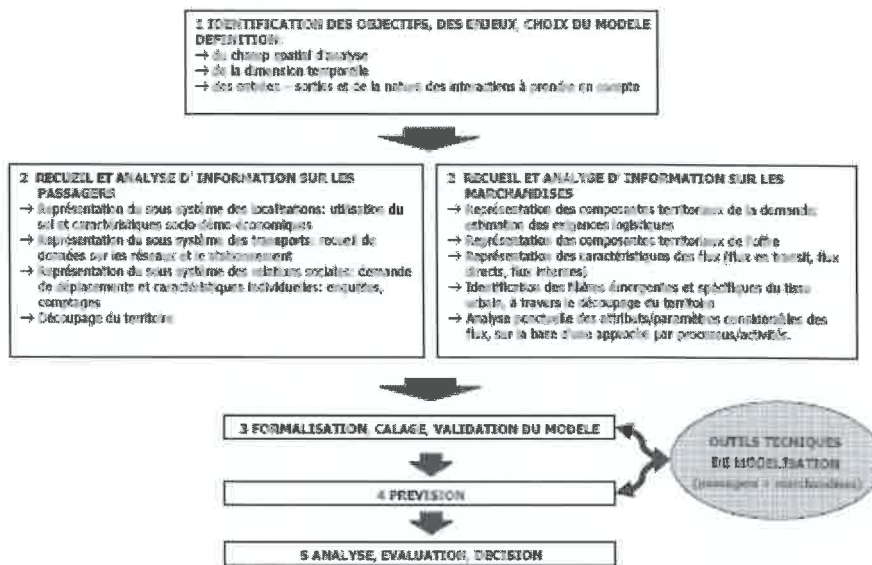 1 IDENTIFICATION DES OBJECTIFS, DES ENJEUX, CHOIX DU MODELE
DEFINITION:
→ du champ spatial d'analyse
→ de la dimension temporelle
→ des entrées – sorties et de la nature des interactions à prendre en compte
2 RECUEIL ET ANALYSE D' INFORMATION SUR LES
PASSAGERS
→ Représentation du sous système des localisations: utilisation du
sol et caractéristiques socio-démo-économiques
→ Représentation du sous système des transports: recueil de
données sur les réseaux et le stationnement
→ Représentation du sous système des relations sociales: demande
de déplacements et caractéristiques individuelles: enquêtes,
comptages
→ Découpage du territoire
2 RECUEIL ET ANALYSE D' INFORMATION SUR LES
MARCHANDISES
→ Représentation des composantes territoriaux de la demande:
estimation des exigences logistiques
→ Représentation des composantes territoriaux de l'offre
→ Représentation des caractéristiques des flux (flux en transit, flux
directs, flux internes)
→ Identification des filières émergentes et spécifiques du tissu
urbain, à travers le découpage du territoire
→ Analyse ponctuelle des attributs/paramètres considérables des
flux, sur la base d'une approche par processus/activités.
3 FORMALISATION, CALAGE, VALIDATION DU MODELE
4 PREVISION
5 ANALYSE, EVALUATION, DECISION
OUTILS TECNIQUES
DE MODELISATION
(passagers + marchandises)